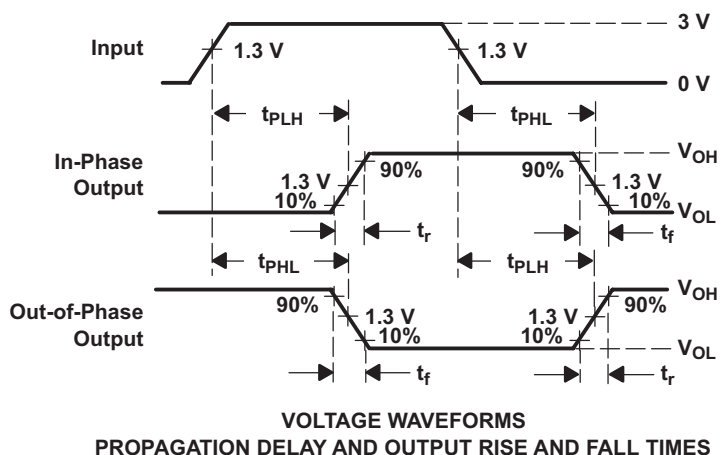 Input
1.3 V
1.3 V
3 V
0 V
tPLH
tPHL
In-Phase
Output
1.3 V
10%
90%
90%
1.3 V
10%
VOH
VOL
tr
tf
tPHL
tPLH
Out-of-Phase
Output
90%
1.3 V
10%
1.3 V
10%
90%
VOH
VOL
tf
tr
VOLTAGE WAVEFORMS
PROPAGATION DELAY AND OUTPUT RISE AND FALL TIMES